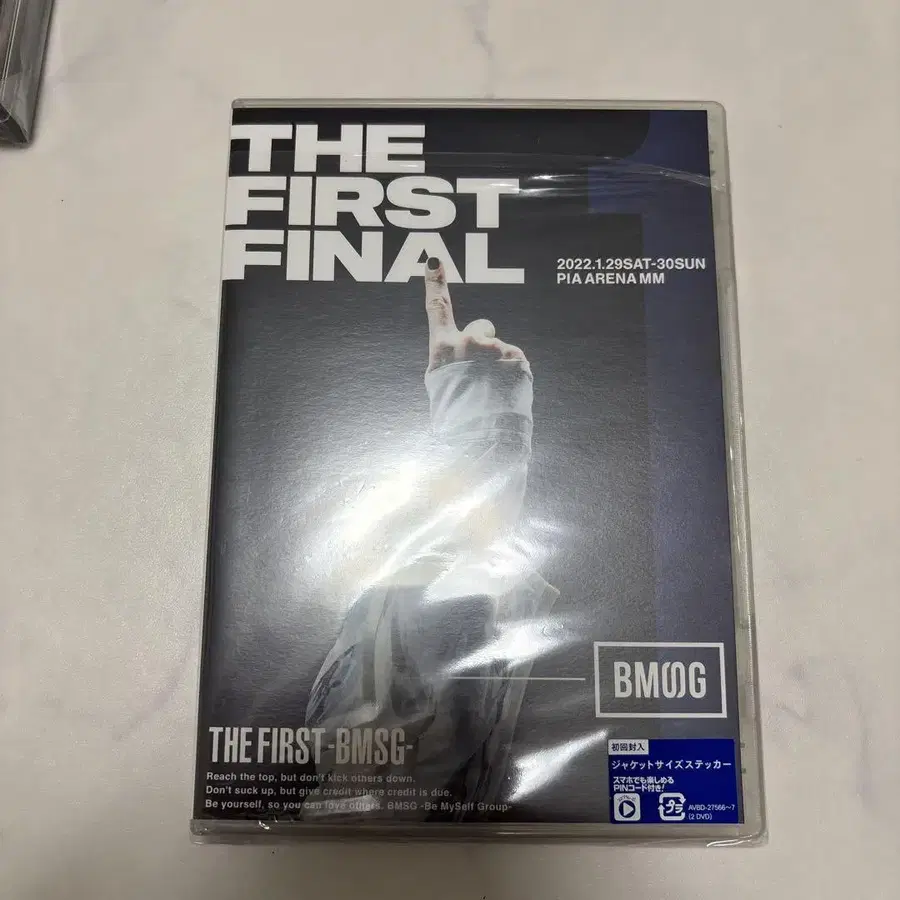 THE
FIRST
FINAL
2022.1.29SAT-30SUN
PIA ARENA MM
BMSG
THE FIRST -BMSG-
Reach the top, but don't kick others down.
Don't suck up, but give credit where credit is due.
Be yourself, so you can love others. BMSG -Be MySelf Group-
初回封入
ジャケットサイズステッカー
スマホでも楽しめる
PINコード付き!
プラ
AVBD-27566~7
(2 DVD)